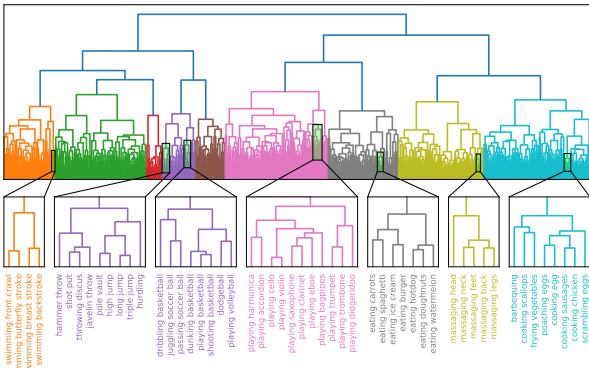 swimming front crawl
mming butterfly stroke
wimming breast stroke
swimming backstroke
hammer throw
shot put
throwing discus
javelin throw
pole vault
high jump
long jump
triple jump
hurdling
dribbling basketball
juggling soccer ball
passing soccer ball
dunking basketball
playing basketball
shooting basketball
dodgeball
playing volleyball
playing harmonica
playing accordion
playing cello
playing violin
playing saxophone
playing clarinet
playing oboe
playing bagpipes
playing trumpet
playing trombone
playing didgeridoo
eating carrots
eating spaghetti
eating ice cream
eating burger
eating hotdog
eating doughnuts
eating watermelon
massaging head
massaging neck
massaging feet
massaging back
massaging legs
barbequing
cooking scallops
frying vegetables
poaching eggs
cooking egg
cooking sausages
cooking chicken
scrambling eggs